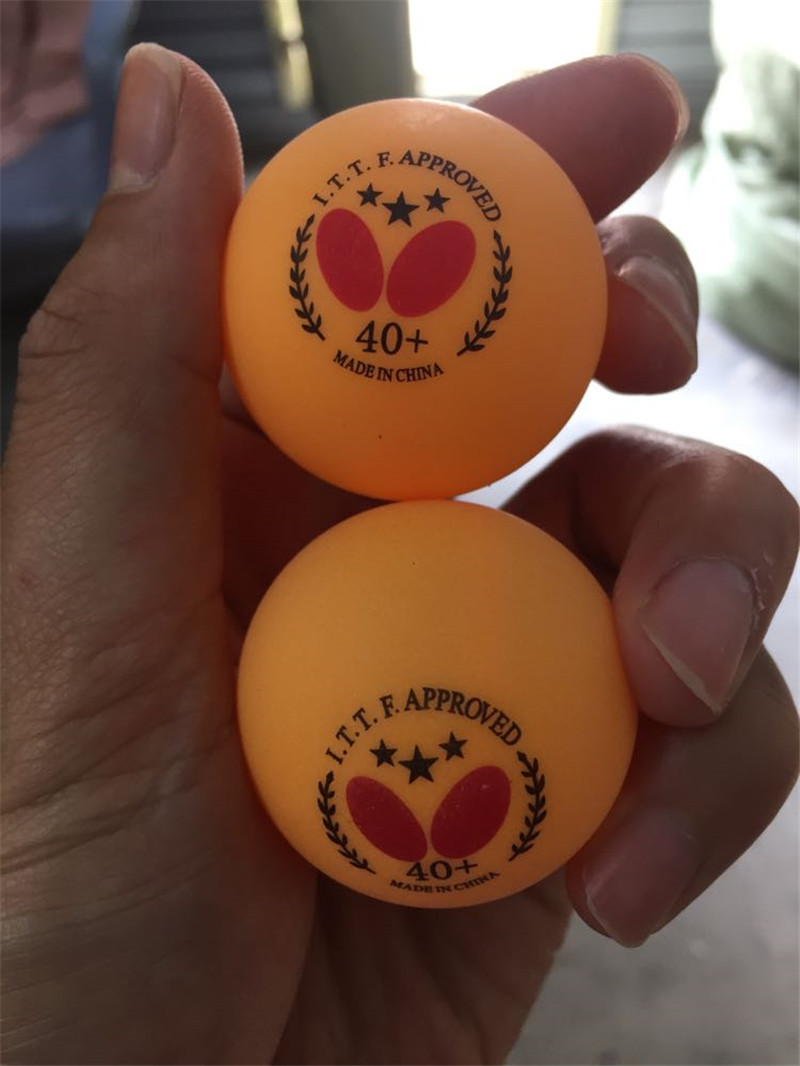 I.T.T. F. APPROVED
40+
MADE IN CHINA
I.T.T. F. APPROVED
40+
MADE IN CHINA